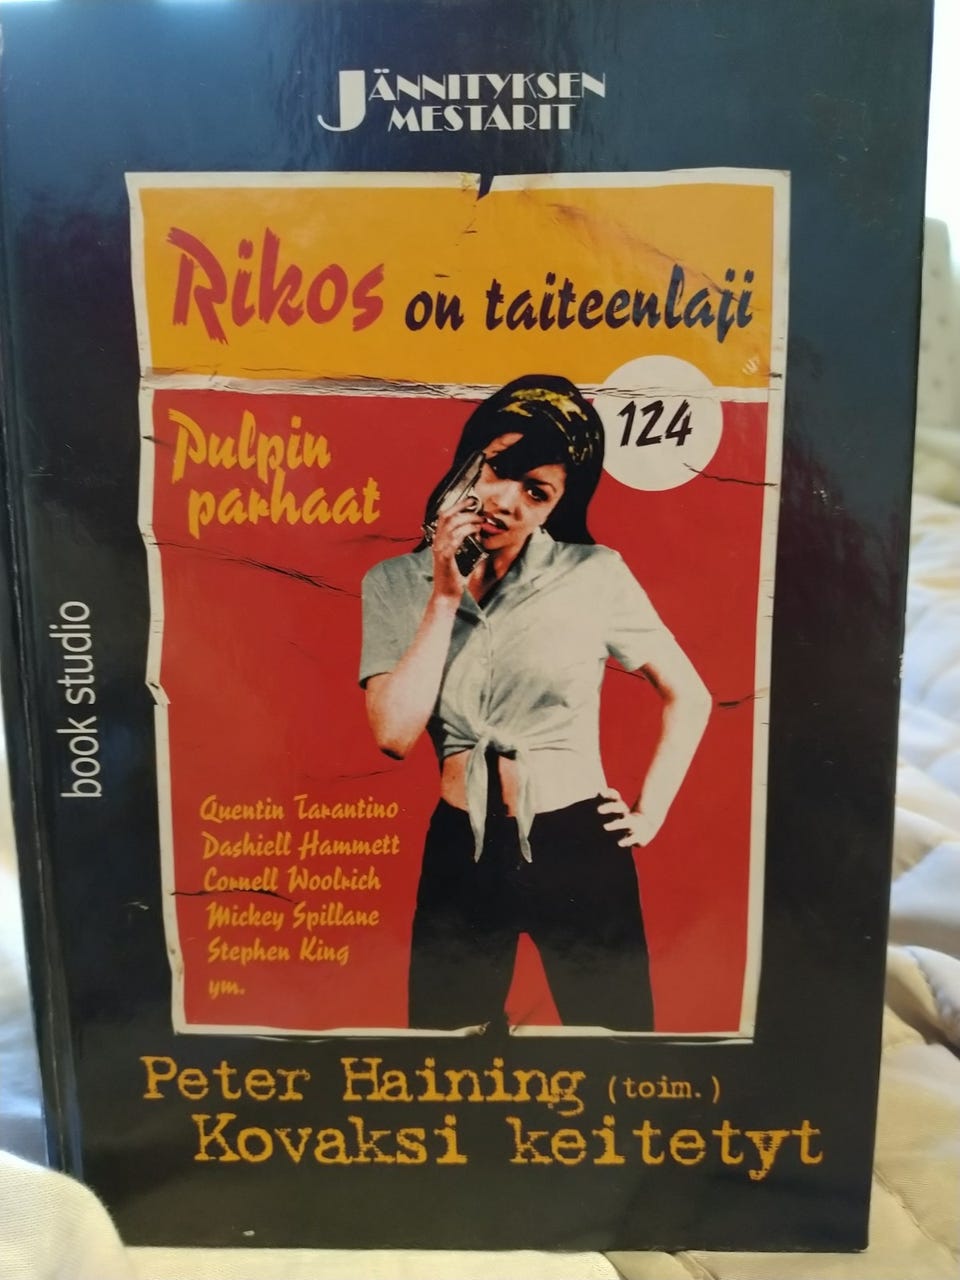 JÄNNITYKSEN
MESTARIT
Rikos on taiteenlaji
124
Pulpin
parhaat
book studio
Quentin Tarantino
Dashiell Hammett
Cornell Woolrich
Mickey Spillane
Stephen King
ym.
Peter Haining (toim.)
Kovaksi keitetyt